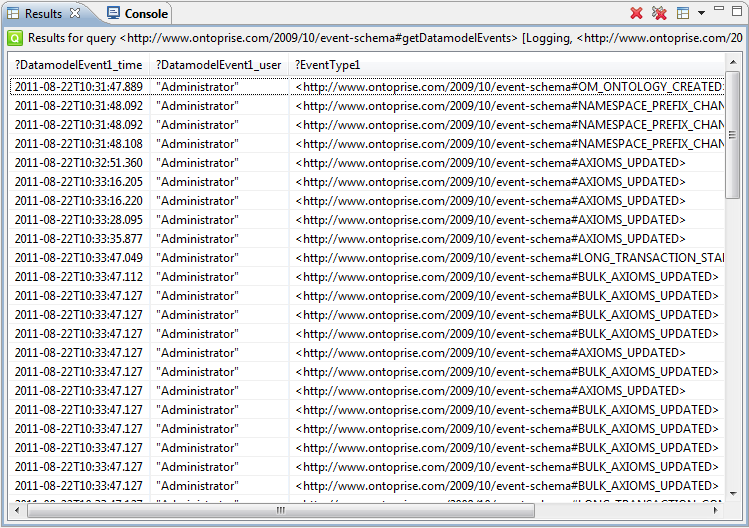 Results Console
Q Results for query <http://www.ontoprise.com/2009/10/event-schema#getDatamodelEvents> [Logging, <http://www.ontoprise.com/20
?DatamodelEvent1_time ?DatamodelEvent1_user ?EventType1
2011-08-22T10:31:47.889 "Administrator" <http://www.ontoprise.com/2009/10/event-schema#OM_ONTOLOGY_CREATED>
2011-08-22T10:31:48.092 "Administrator" <http://www.ontoprise.com/2009/10/event-schema#NAMESPACE_PREFIX_CHAN
2011-08-22T10:31:48.092 "Administrator" <http://www.ontoprise.com/2009/10/event-schema#NAMESPACE_PREFIX_CHAN
2011-08-22T10:31:48.108 "Administrator" <http://www.ontoprise.com/2009/10/event-schema#NAMESPACE_PREFIX_CHAN
2011-08-22T10:32:51.360 "Administrator" <http://www.ontoprise.com/2009/10/event-schema#AXIOMS_UPDATED>
2011-08-22T10:33:16.205 "Administrator" <http://www.ontoprise.com/2009/10/event-schema#AXIOMS_UPDATED>
2011-08-22T10:33:16.220 "Administrator" <http://www.ontoprise.com/2009/10/event-schema#AXIOMS_UPDATED>
2011-08-22T10:33:28.095 "Administrator" <http://www.ontoprise.com/2009/10/event-schema#AXIOMS_UPDATED>
2011-08-22T10:33:35.877 "Administrator" <http://www.ontoprise.com/2009/10/event-schema#AXIOMS_UPDATED>
2011-08-22T10:33:47.049 "Administrator" <http://www.ontoprise.com/2009/10/event-schema#LONG_TRANSACTION_STA
2011-08-22T10:33:47.112 "Administrator" <http://www.ontoprise.com/2009/10/event-schema#BULK_AXIOMS_UPDATED>
2011-08-22T10:33:47.127 "Administrator" <http://www.ontoprise.com/2009/10/event-schema#BULK_AXIOMS_UPDATED>
2011-08-22T10:33:47.127 "Administrator" <http://www.ontoprise.com/2009/10/event-schema#BULK_AXIOMS_UPDATED>
2011-08-22T10:33:47.127 "Administrator" <http://www.ontoprise.com/2009/10/event-schema#BULK_AXIOMS_UPDATED>
2011-08-22T10:33:47.127 "Administrator" <http://www.ontoprise.com/2009/10/event-schema#AXIOMS_UPDATED>
2011-08-22T10:33:47.127 "Administrator" <http://www.ontoprise.com/2009/10/event-schema#BULK_AXIOMS_UPDATED>
2011-08-22T10:33:47.127 "Administrator" <http://www.ontoprise.com/2009/10/event-schema#AXIOMS_UPDATED>
2011-08-22T10:33:47.127 "Administrator" <http://www.ontoprise.com/2009/10/event-schema#BULK_AXIOMS_UPDATED>
2011-08-22T10:33:47.127 "Administrator" <http://www.ontoprise.com/2009/10/event-schema#BULK_AXIOMS_UPDATED>
2011-08-22T10:33:47.127 "Administrator" <http://www.ontoprise.com/2009/10/event-schema#BULK_AXIOMS_UPDATED>
2011-08-22T10:33:47.127 "Administrator" <http://www.ontoprise.com/2009/10/event-schema#BULK_AXIOMS_UPDATED>
2011-08-22T10:33:47.127 "Administrator" <http://www.ontoprise.com/2009/10/event-schema#BULK_AXIOMS_UPDATED>
2011-08-22T10:33:47.127 "Administrator" <http://www.ontoprise.com/2009/10/event-schema#LONG_TRANSACTION_COM